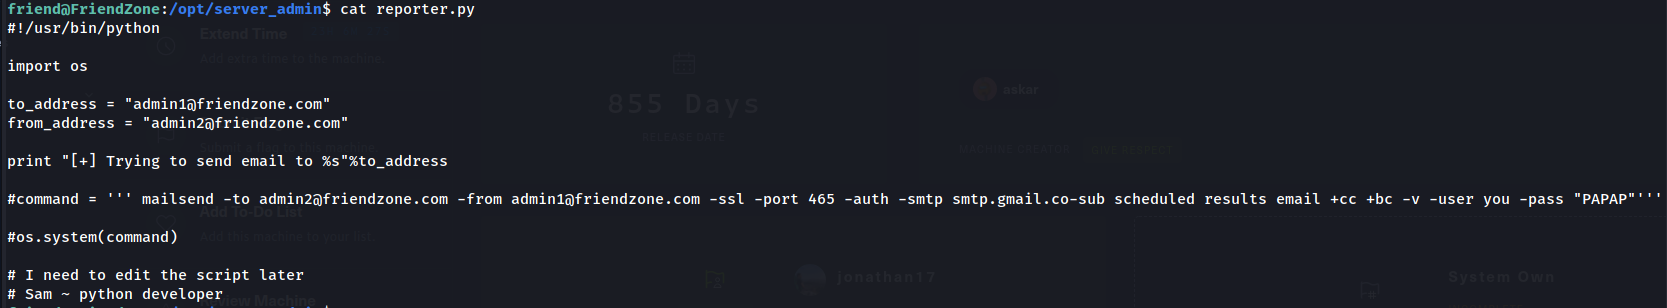 friend@FriendZone:/opt/server_admin$ cat reporter.py
#!/usr/bin/python
import os
to_address = "admin1@friendzone.com"
from_address = "admin2@friendzone.com"
print "[+] Trying to send email to %s"%to_address
#command = ''' mailsend -to admin2@friendzone.com -from admin1@friendzone.com -ssl -port 465 -auth -smtp smtp.gmail.co-sub scheduled results email +cc +bc -v -user you -pass "PAPAP"'''
#os.system(command)
# I need to edit the script later
# Sam ~ python developer
Extend Time
Add extra time to the machine.
855 Days
RELEASE DATE
askar
MACHINE CREATOR
Submit a flag to this machine.
Add To-Do List
Add this machine to your list.
jonathan17
System Own
Review Machine